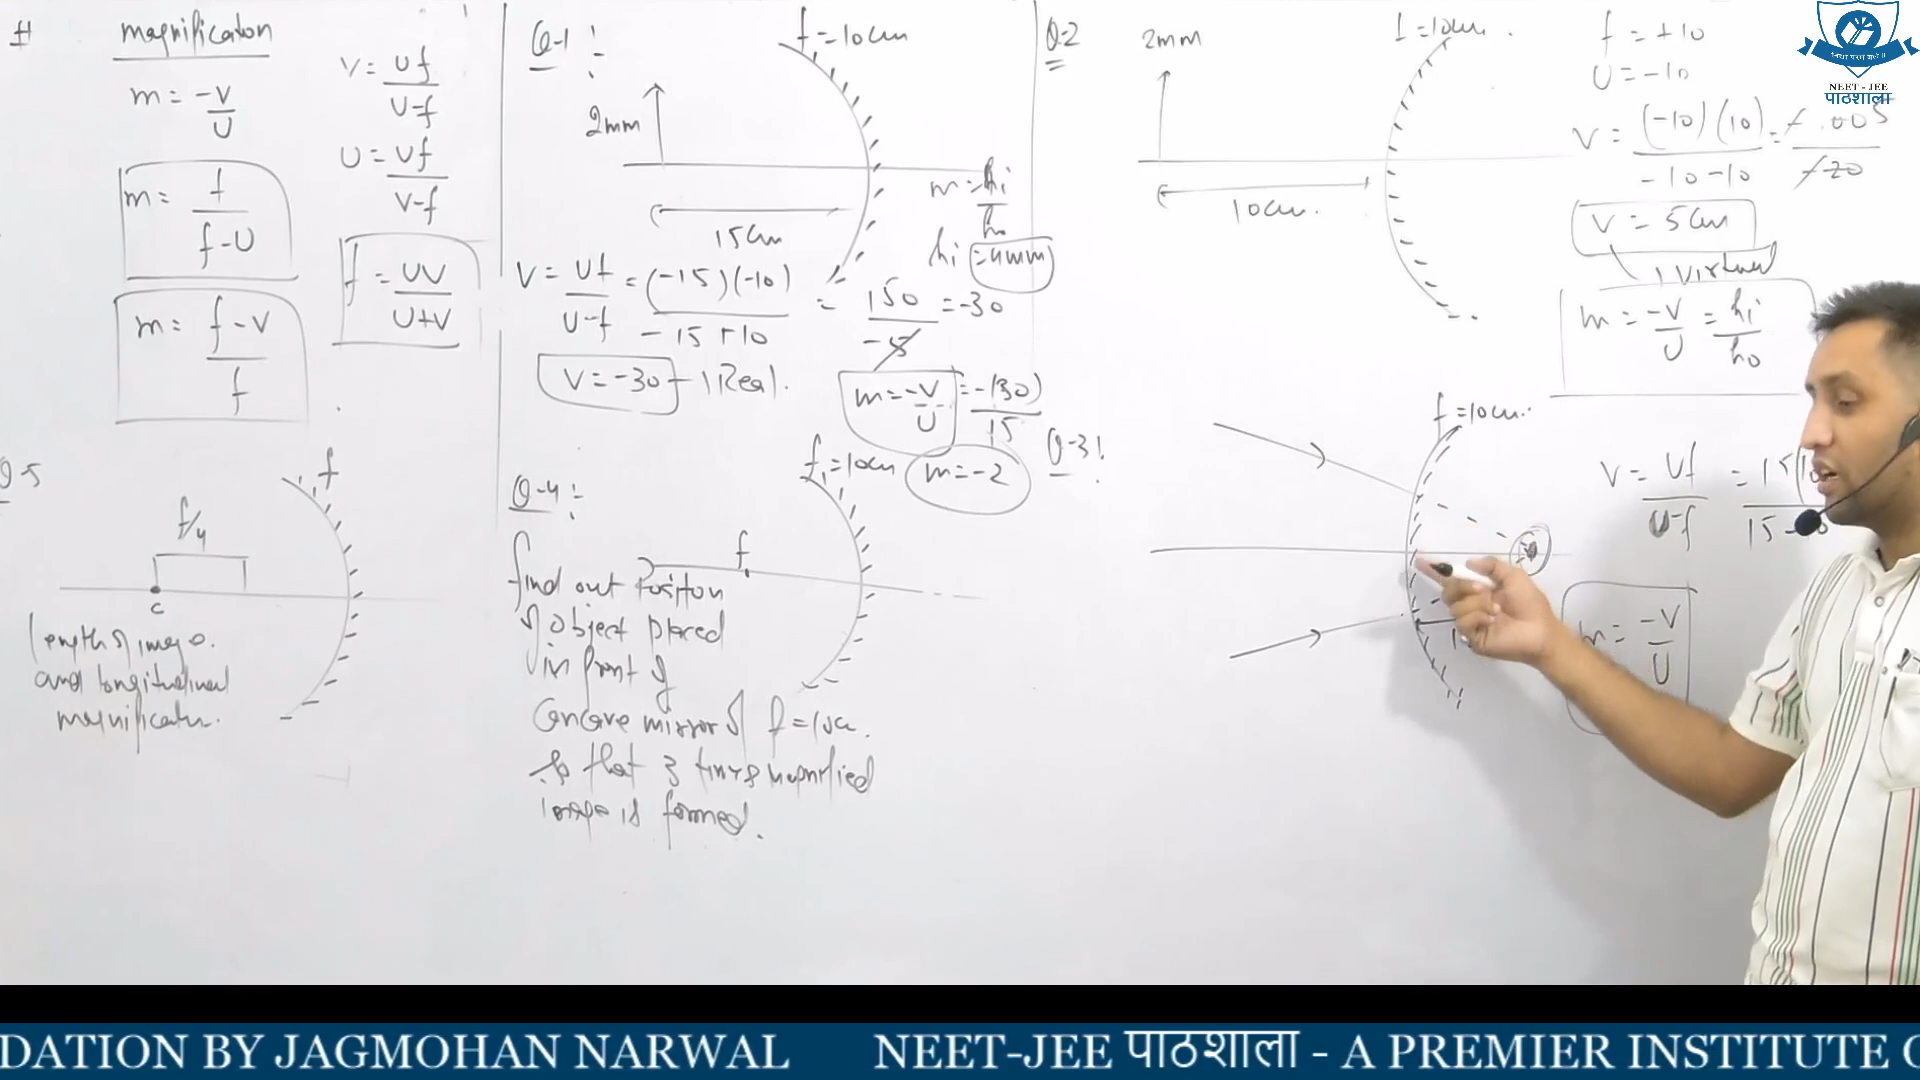 #
magnification
m = -v/u
m = f/f-u
m = f-v/f
v = uf/u-f
u = vf/v-f
f = uv/u+v
Q-1 :-
f = 10cm
2mm
15cm
m = hi/ho
hi = 4mm
v = uf/u-f = (-15)(-10)/-15+10 = 150/-5 = -30
v = -30 Real.
m = -v/u = -(30)/15
m = -2
Q-2
2mm
f = 10cm.
10cm.
f = +10
u = -10
v = (-10)(10)/-10-10
v = 5cm
Virtual
m = -v/u = hi/ho
Q-3!
f = 10cm.
v = uf/u-f = 15(10
15-
m = -v/u
Q-4 :-
f = 10cm
f
find out Position
of object placed
in front of
Concave mirror of f = 10c.
so that 3 times magnified
image is formed.
Q-5
f
f/4
c
length of image.
and longitudinal
magnification.
NEET - JEE
पाठशाला
DATION BY JAGMOHAN NARWAL NEET-JEE पाठशाला - A PREMIER INSTITUTE